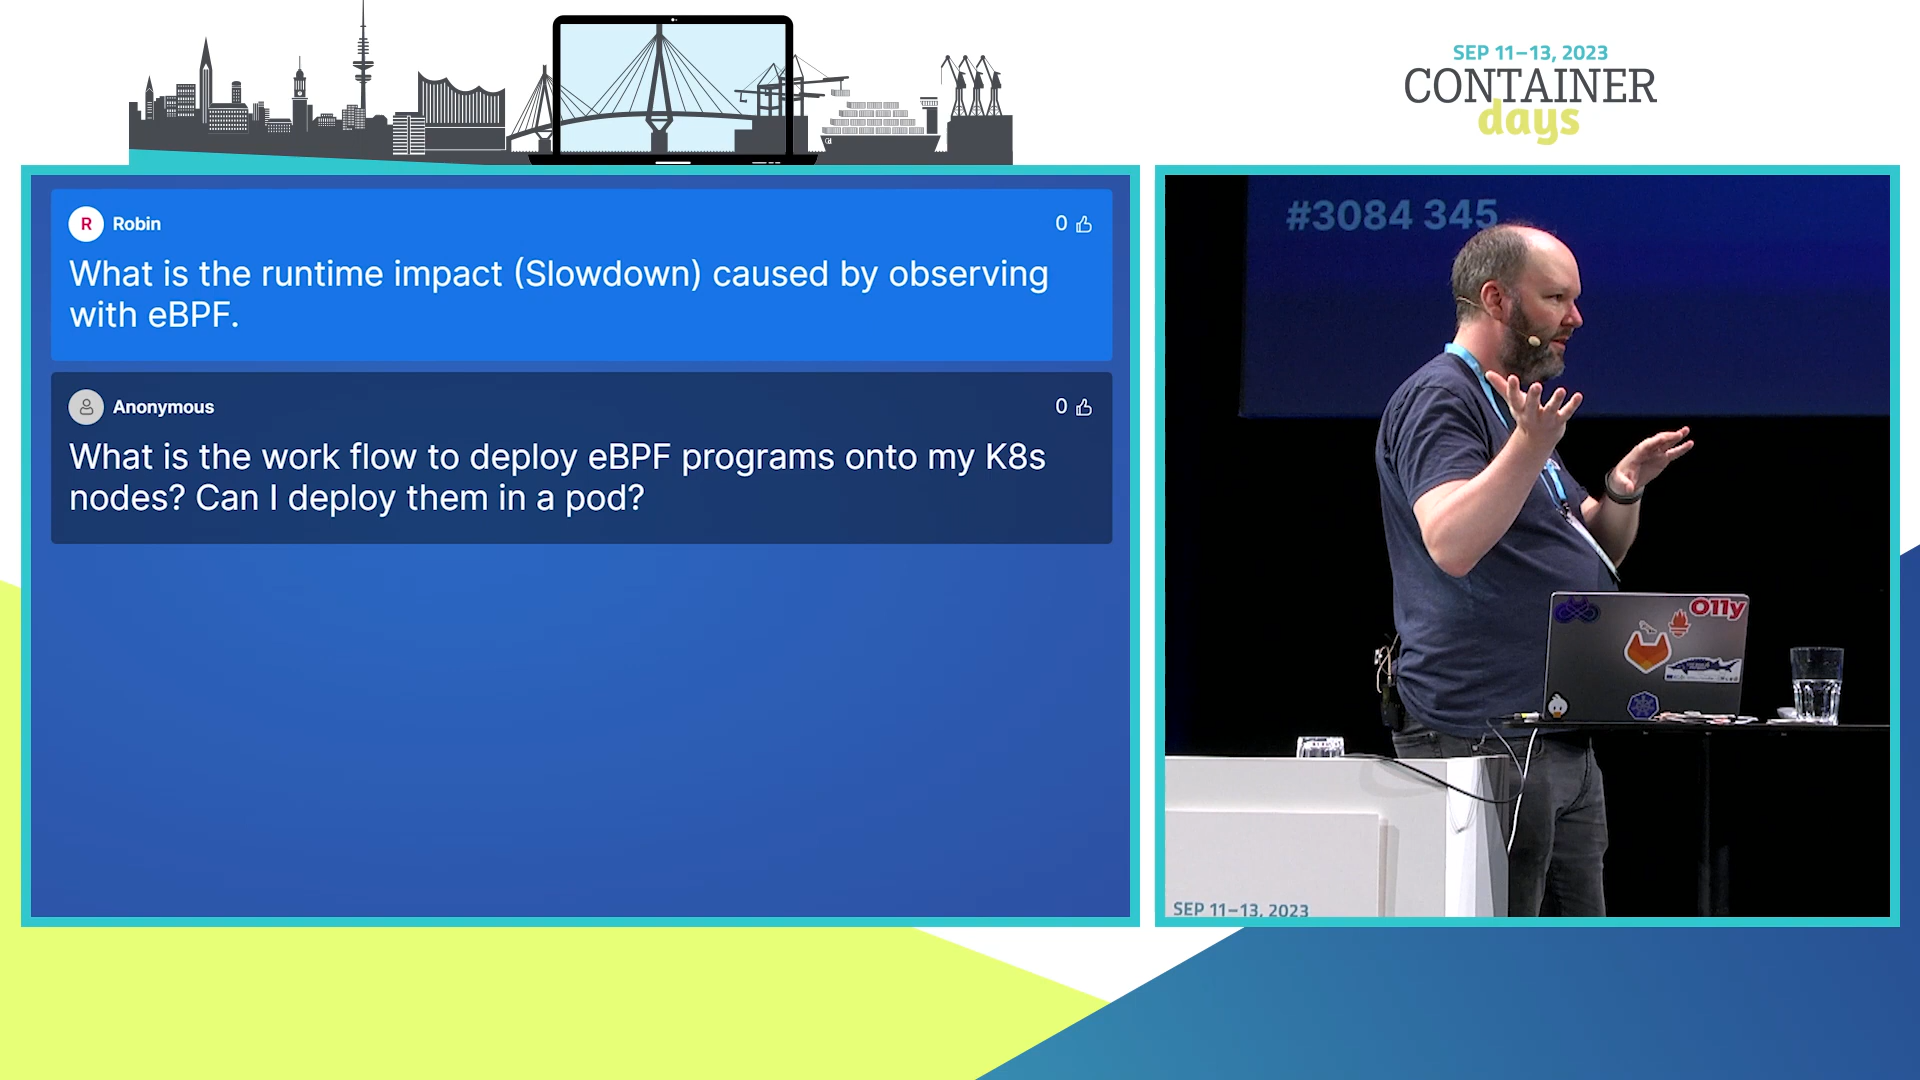 SEP 11–13, 2023
CONTAINER
days
R
Robin
0
What is the runtime impact (Slowdown) caused by observing
with eBPF.
Anonymous
0
What is the work flow to deploy eBPF programs onto my K8s
nodes? Can I deploy them in a pod?
#3084 345
O11y
SEP 11–13, 2023